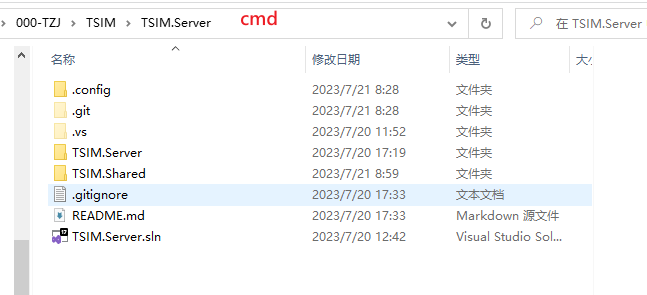 000-TZJ > TSIM > TSIM.Server cmd 在 TSIM.Server
名称 修改日期 类型
.config 2023/7/21 8:28 文件夹
.git 2023/7/21 8:28 文件夹
.vs 2023/7/20 11:52 文件夹
TSIM.Server 2023/7/20 17:19 文件夹
TSIM.Shared 2023/7/21 8:59 文件夹
.gitignore 2023/7/20 17:33 文本文档
README.md 2023/7/20 17:33 Markdown 源文件
TSIM.Server.sln 2023/7/20 12:42 Visual Studio Sol...